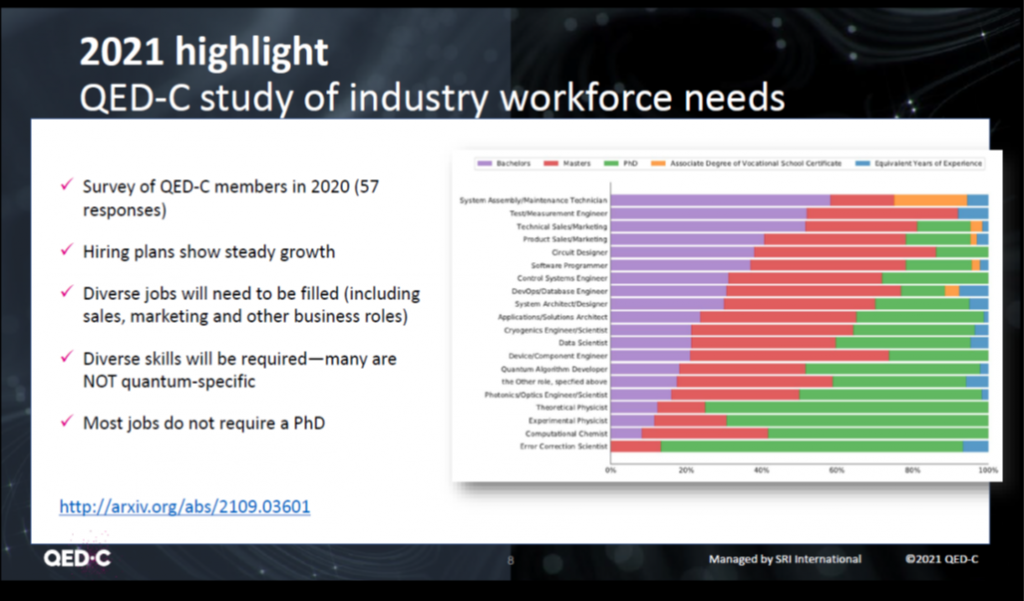 2021 highlight
QED-C study of industry workforce needs
✓ Survey of QED-C members in 2020 (57
responses)
✓ Hiring plans show steady growth
✓ Diverse jobs will need to be filled (including
sales, marketing and other business roles)
✓ Diverse skills will be required—many are
NOT quantum-specific
✓ Most jobs do not require a PhD
http://arxiv.org/abs/2109.03601
Bachelors Masters PhD Associate Degree of Vocational School Certificate Equivalent Years of Experience
System Assembly/Maintenance Technician
Test/Measurement Engineer
Technical Sales/Marketing
Product Sales/Marketing
Circuit Designer
Software Programmer
Control Systems Engineer
DevOps/Database Engineer
System Architect/Designer
Applications/Solutions Architect
Cryogenics Engineer/Scientist
Data Scientist
Device/Component Engineer
Quantum Algorithm Developer
the Other role, specified above
Photonics/Optics Engineer/Scientist
Theoretical Physicist
Experimental Physicist
Computational Chemist
Error Correction Scientist
0% 20% 40% 60% 80% 100%
QED·C
8
Managed by SRI International
©2021 QED-C